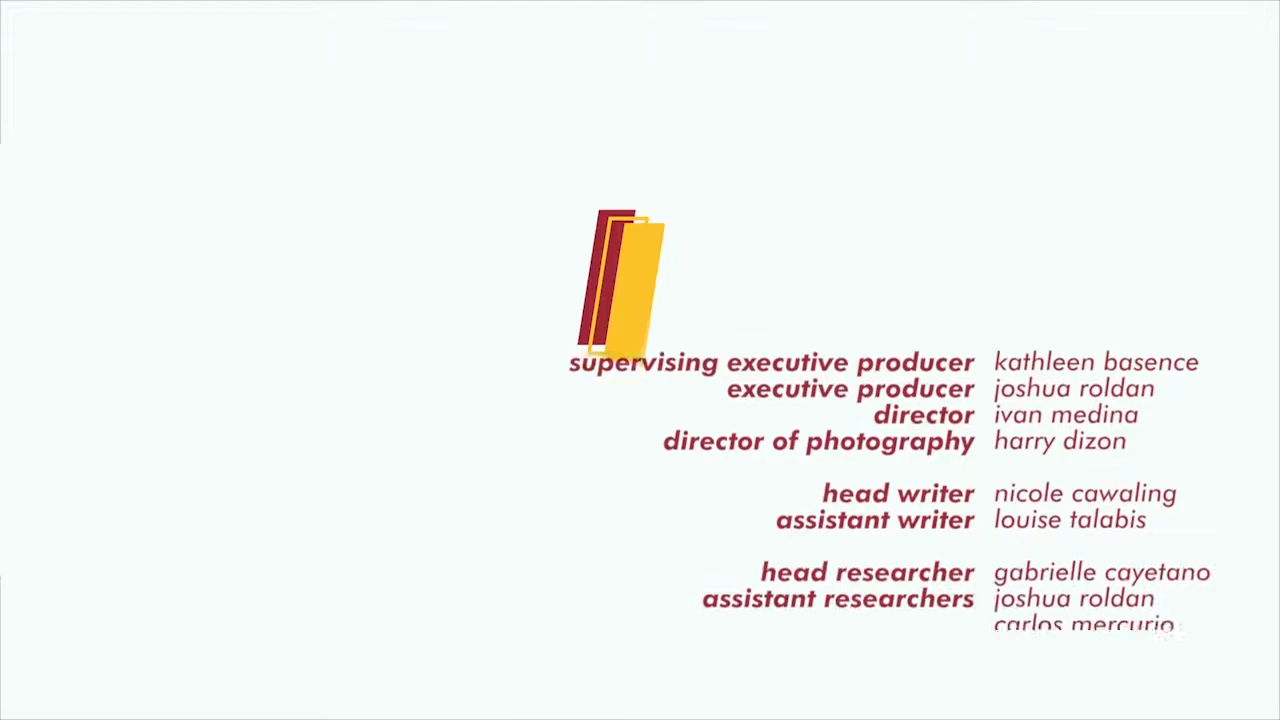 supervising executive producer kathleen basence
executive producer joshua roldan
director ivan medina
director of photography harry dizon
head writer nicole cawaling
assistant writer louise talabis
head researcher gabrielle cayetano
assistant researchers joshua roldan
carlos mercurio